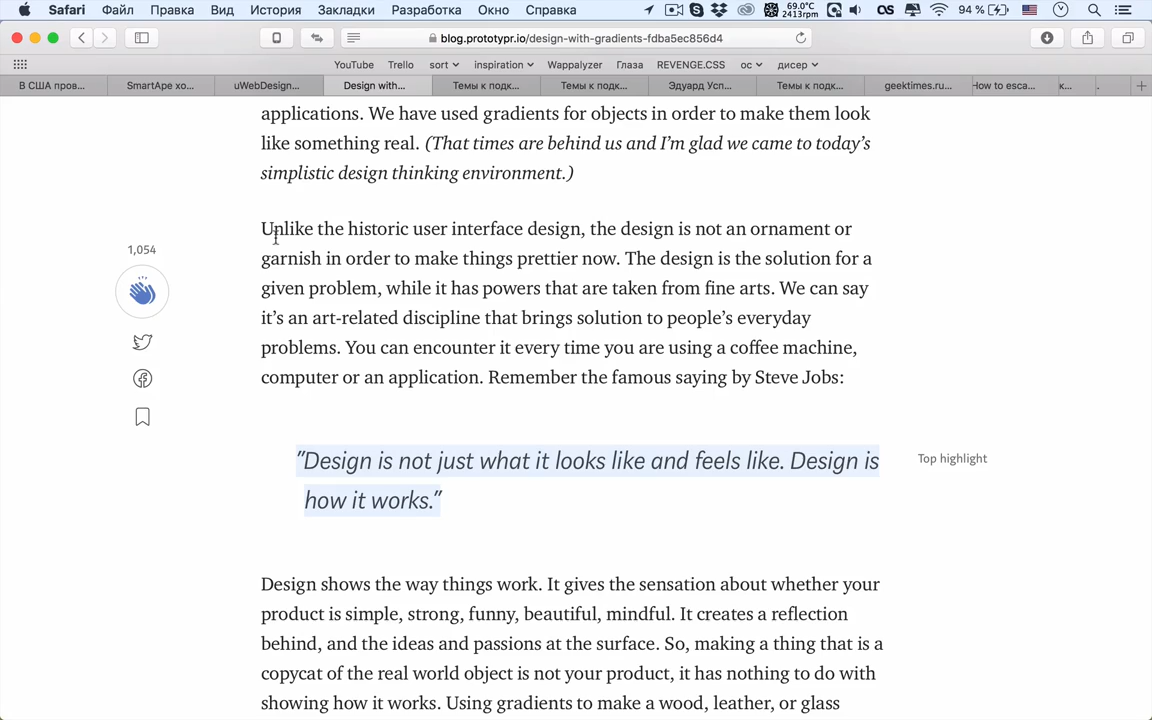 Safari Файл Правка Вид История Закладки Разработка Окно Справка 69.0°C 2413rpm OS 94 %
blog.prototypr.io/design-with-gradients-fdba5ec856d4
YouTube Trello sort inspiration Wappalyzer Глаза REVENGE.CSS ос дисер
В США пров... SmartApe хо... uWebDesign... Design with... Темы к подк... Темы к подк... Эдуард Усп... Темы к подк... geektimes.ru... How to esca... к... .
applications. We have used gradients for objects in order to make them look
like something real. (That times are behind us and I’m glad we came to today’s
simplistic design thinking environment.)
Unlike the historic user interface design, the design is not an ornament or
garnish in order to make things prettier now. The design is the solution for a
given problem, while it has powers that are taken from fine arts. We can say
it’s an art-related discipline that brings solution to people’s everyday
problems. You can encounter it every time you are using a coffee machine,
computer or an application. Remember the famous saying by Steve Jobs:
1,054
”Design is not just what it looks like and feels like. Design is
how it works.”
Top highlight
Design shows the way things work. It gives the sensation about whether your
product is simple, strong, funny, beautiful, mindful. It creates a reflection
behind, and the ideas and passions at the surface. So, making a thing that is a
copycat of the real world object is not your product, it has nothing to do with
showing how it works. Using gradients to make a wood, leather, or glass